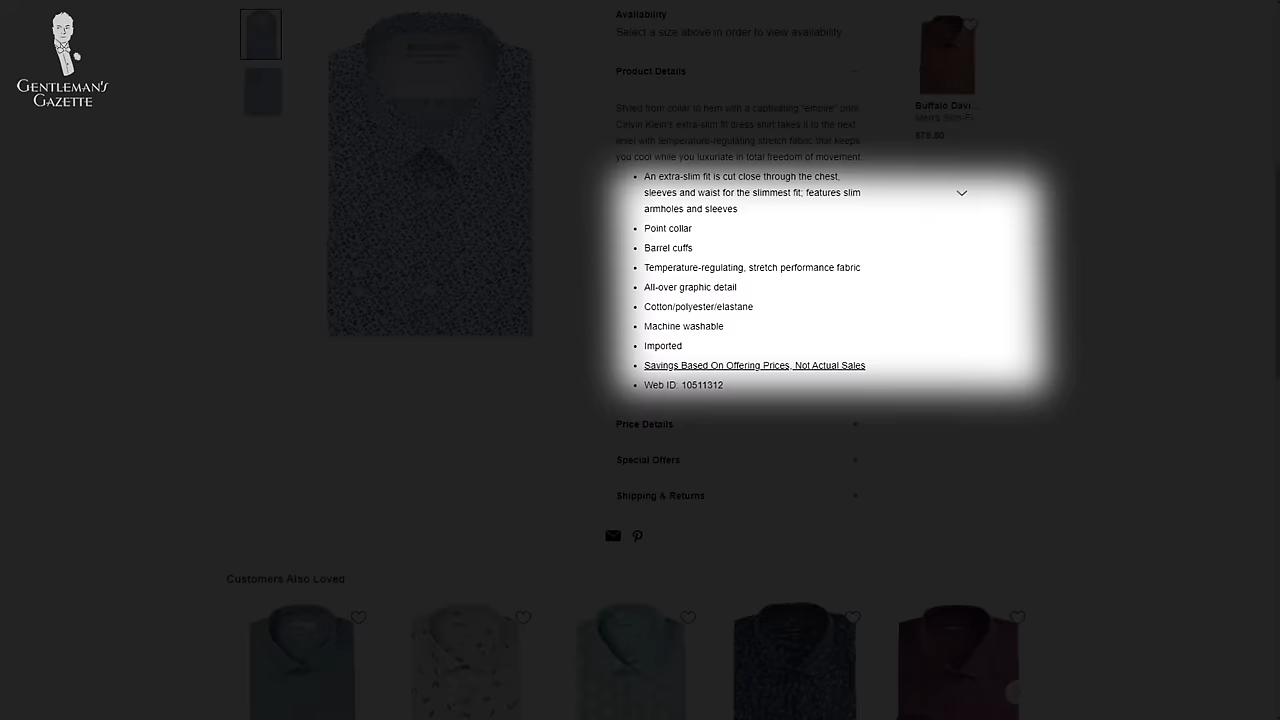 GENTLEMAN'S
GAZETTE
Availability
Select a size above in order to view availability
Product Details
Styled from collar to hem with a captivating "empire" print,
Calvin Klein's extra-slim fit dress shirt takes it to the next
level with temperature-regulating stretch fabric that keeps
you cool while you luxuriate in total freedom of movement.
• An extra-slim fit is cut close through the chest,
sleeves and waist for the slimmest fit; features slim
armholes and sleeves
• Point collar
• Barrel cuffs
• Temperature-regulating, stretch performance fabric
• All-over graphic detail
• Cotton/polyester/elastane
• Machine washable
• Imported
• Savings Based On Offering Prices, Not Actual Sales
• Web ID: 10511312
Price Details
Special Offers
Shipping & Returns
Buffalo Davi...
Men's Slim-Fi...
Customers Also Loved